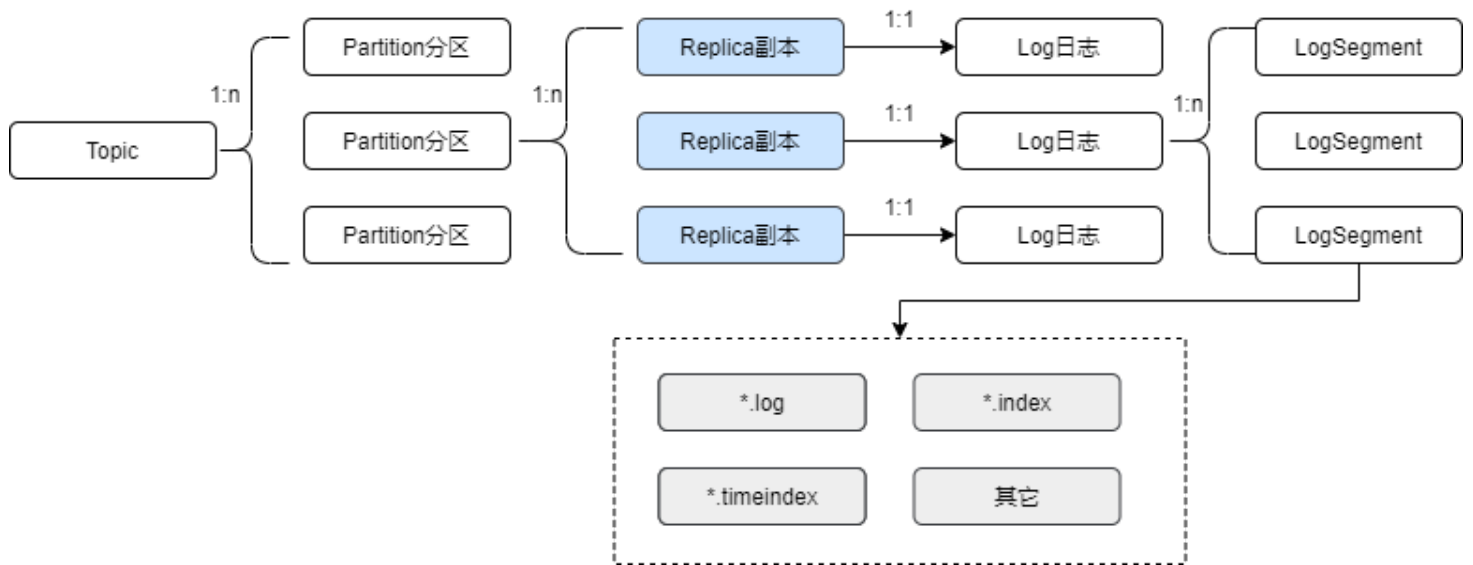 1:1
Partition分区
Replica副本
Log日志
LogSegment
1:n
1:n
1:1
1:n
Topic
Partition分区
Replica副本
Log日志
LogSegment
1:1
Partition分区
Replica副本
Log日志
LogSegment
*.log
*.index
*.timeindex
其它